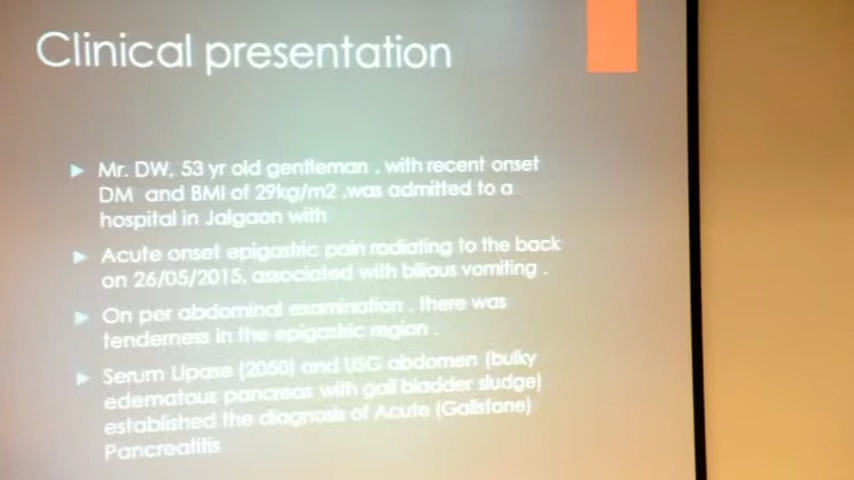 Clinical presentation
Mr. DW, 53 yr old gentleman , with recent onset
DM and BMI of 29kg/m2 ,was admitted to a
hospital in Jalgaon with
Acute onset epigastric pain radiating to the back
on 26/05/2015, associated with bilious vomiting .
On per abdominal examination , there was
tenderness in the epigastric region .
Serum Lipase (2050) and USG abdomen (bulky
edematous pancreas with gall bladder sludge)
established the diagnosis of Acute (Gallstone)
Pancreatitis